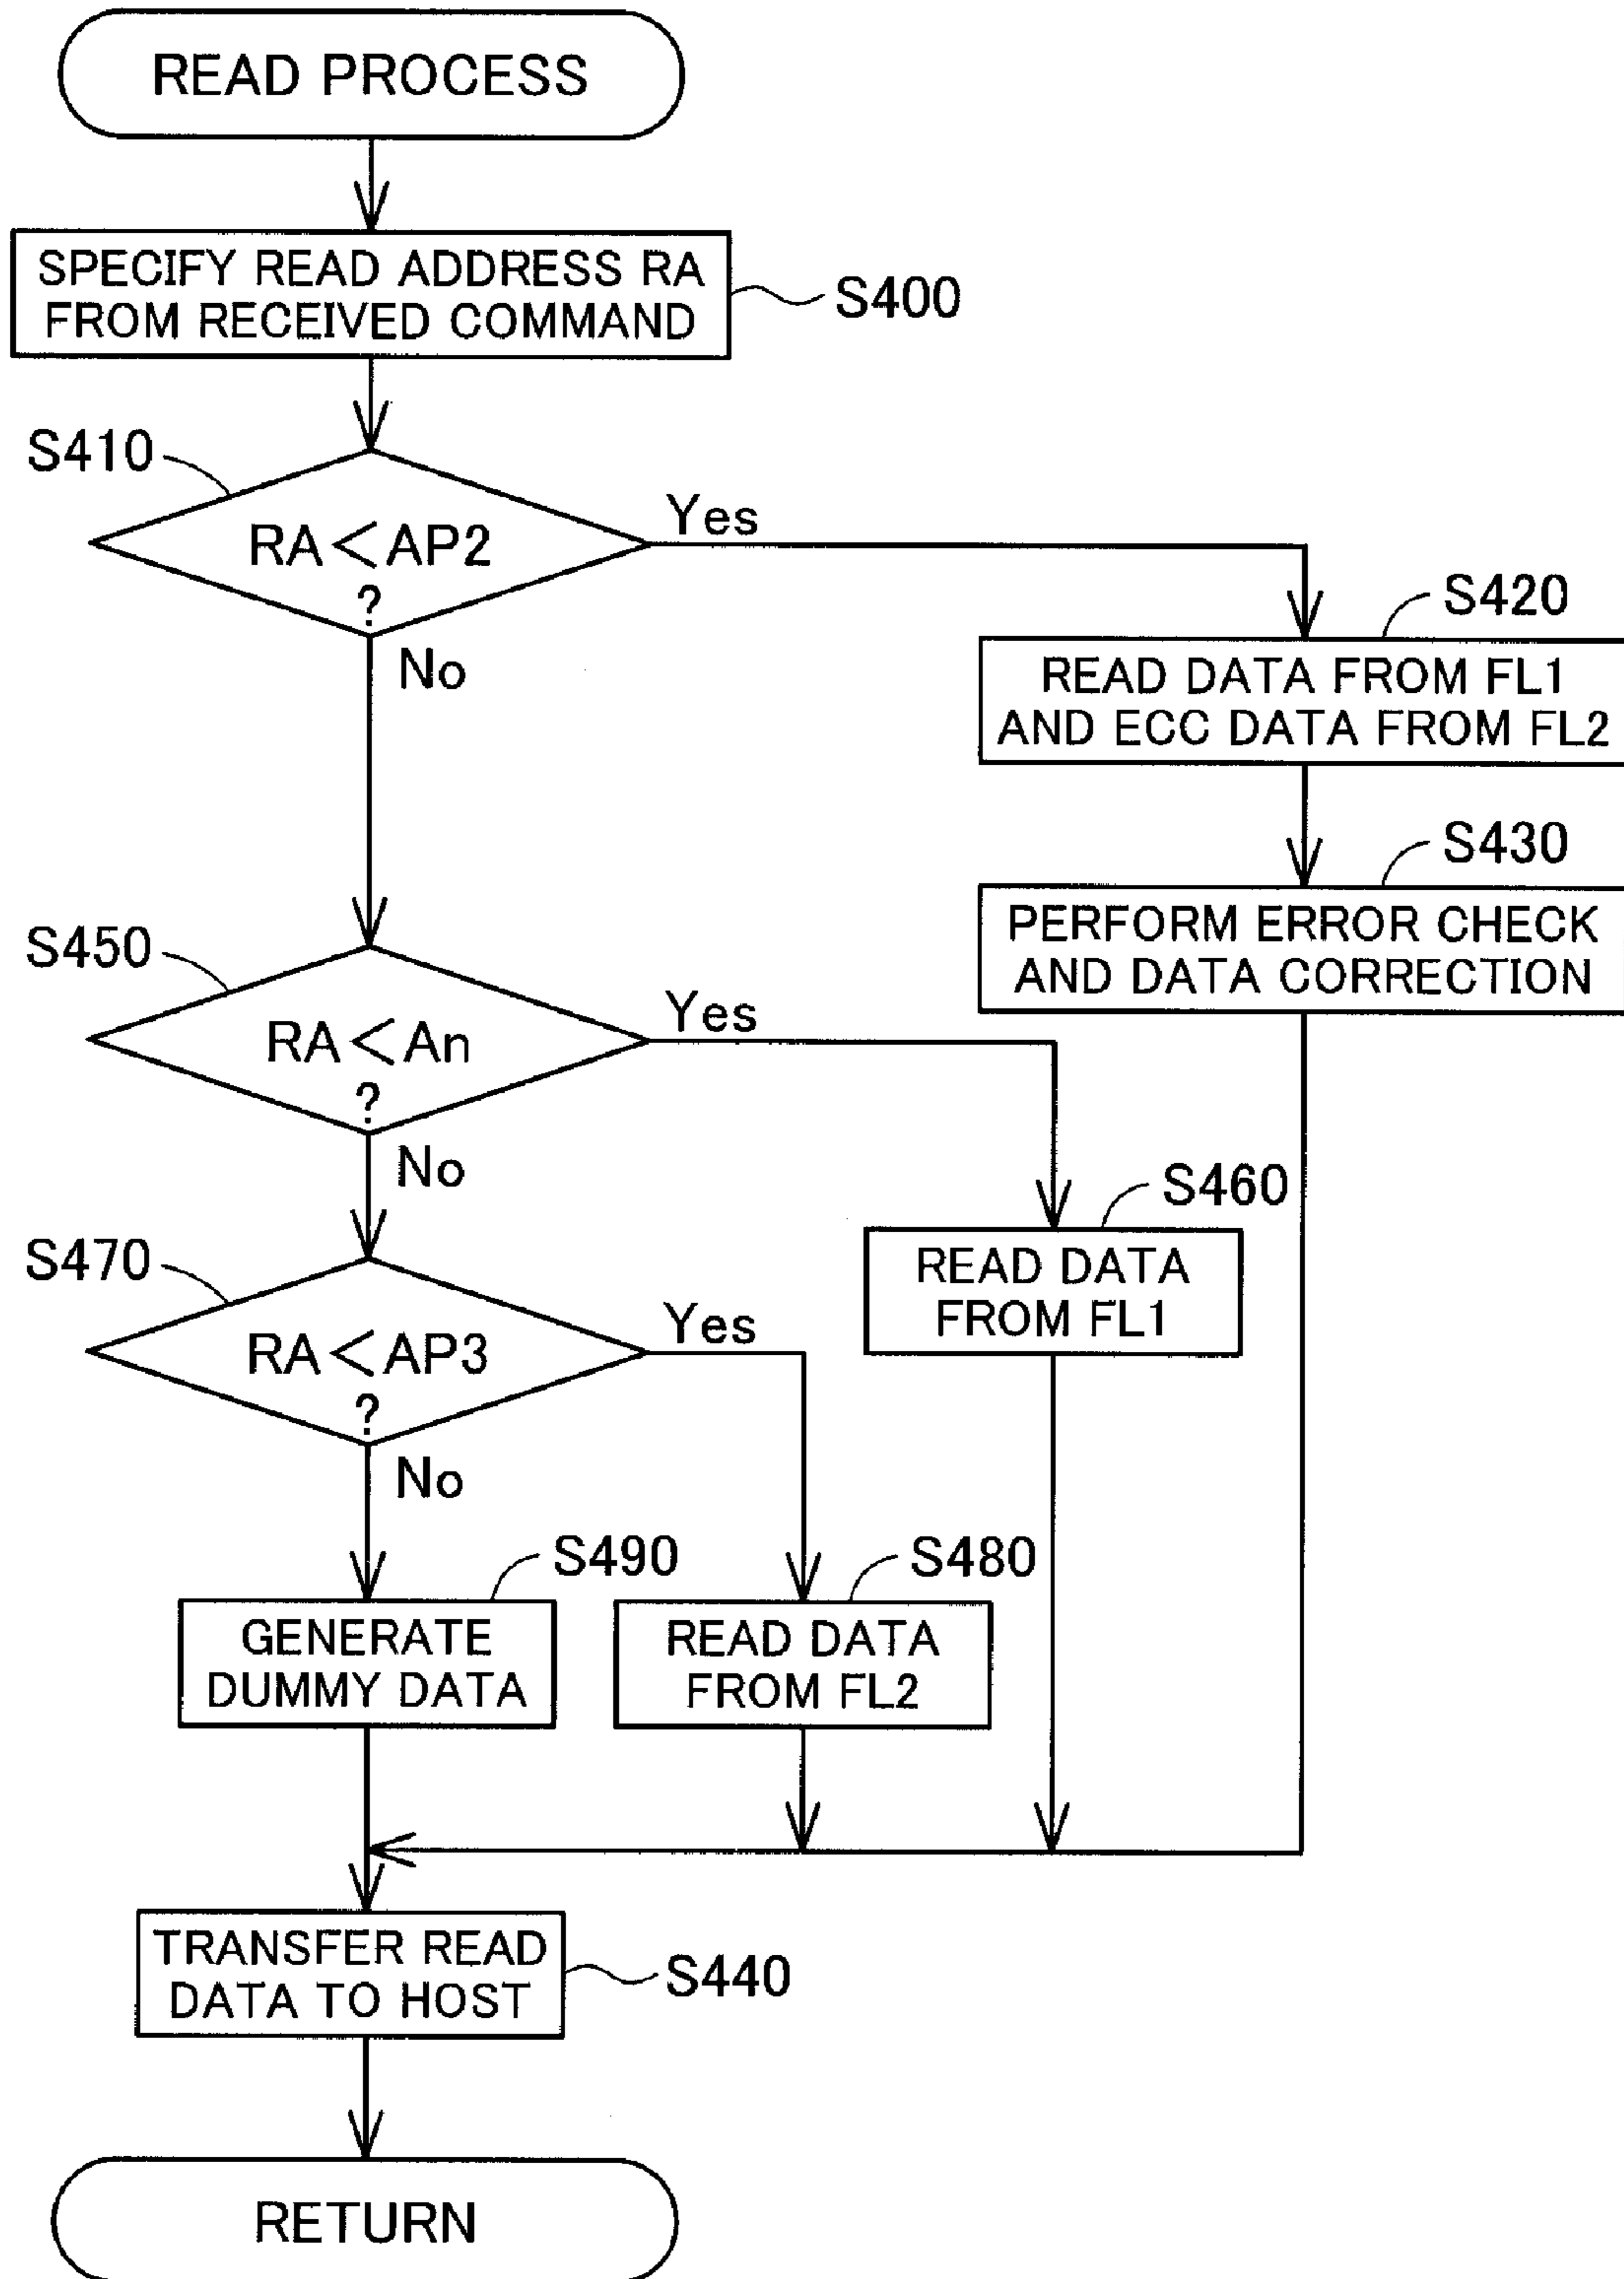 READ PROCESS
SPECIFY READ ADDRESS RA
FROM RECEIVED COMMAND
S400
S410
RA<AP2
?
Yes
No
S420
READ DATA FROM FL1
AND ECC DATA FROM FL2
S430
PERFORM ERROR CHECK
AND DATA CORRECTION
S450
RA<An
?
Yes
No
S460
READ DATA
FROM FL1
S470
RA<AP3
?
Yes
No
S490
GENERATE
DUMMY DATA
S480
READ DATA
FROM FL2
TRANSFER READ
DATA TO HOST
S440
RETURN